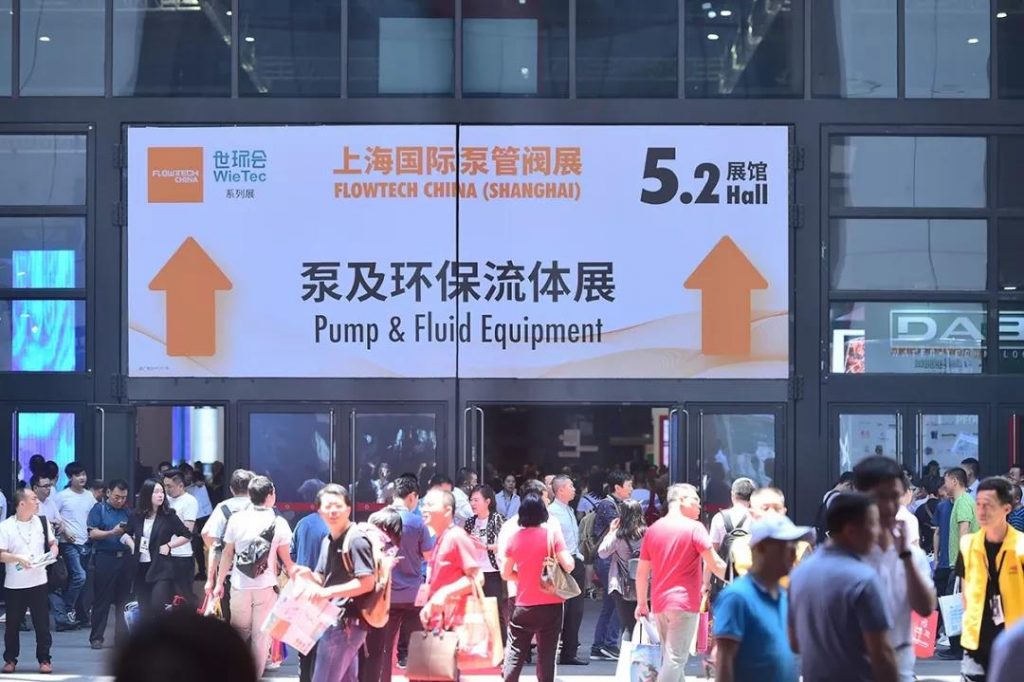 FLOWTECH
CHINA
世环会
WieTec
系列展
上海国际泵管阀展
FLOWTECH CHINA (SHANGHAI)
5.2 展馆
Hall
泵及环保流体展
Pump & Fluid Equipment
DAB